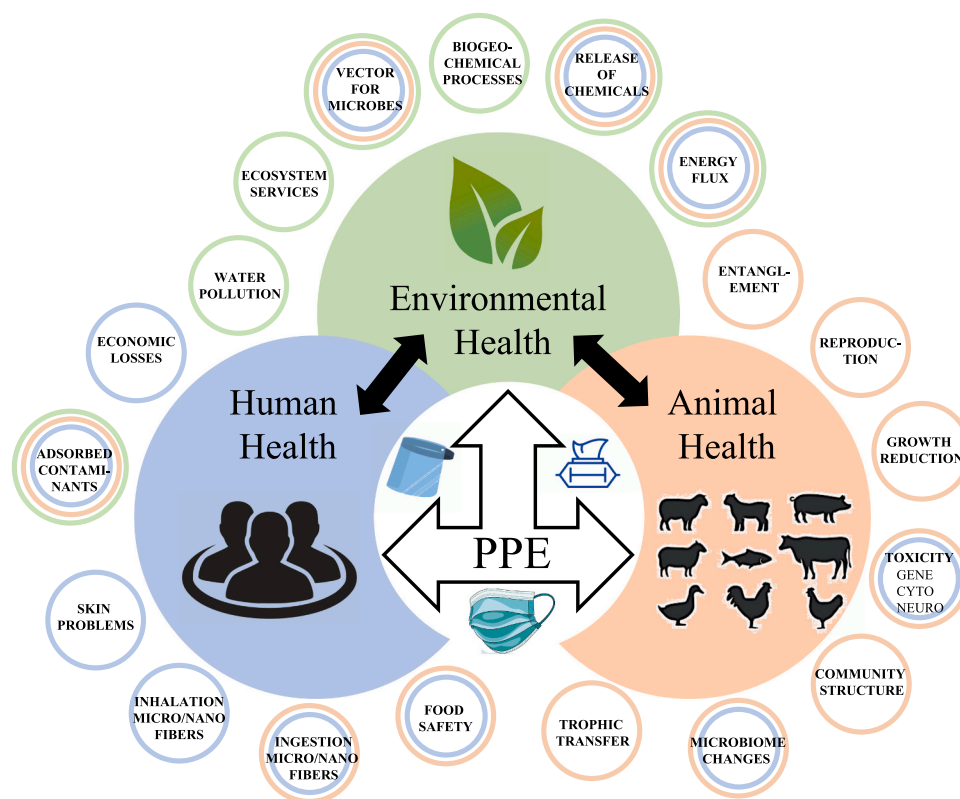 BIOGEO-
CHEMICAL
PROCESSES
VECTOR
FOR
MICROBES
RELEASE
OF
CHEMICALS
ECOSYSTEM
SERVICES
ENERGY
FLUX
WATER
POLLUTION
ENTANGL-
EMENT
Environmental
Health
ECONOMIC
LOSSES
REPRODUC-
TION
Human
Health
Animal
Health
ADSORBED
CONTAMI-
NANTS
GROWTH
REDUCTION
PPE
TOXICITY
GENE
CYTO
NEURO
SKIN
PROBLEMS
COMMUNITY
STRUCTURE
INHALATION
MICRO/NANO
FIBERS
INGESTION
MICRO/NANO
FIBERS
FOOD
SAFETY
TROPHIC
TRANSFER
MICROBIOME
CHANGES